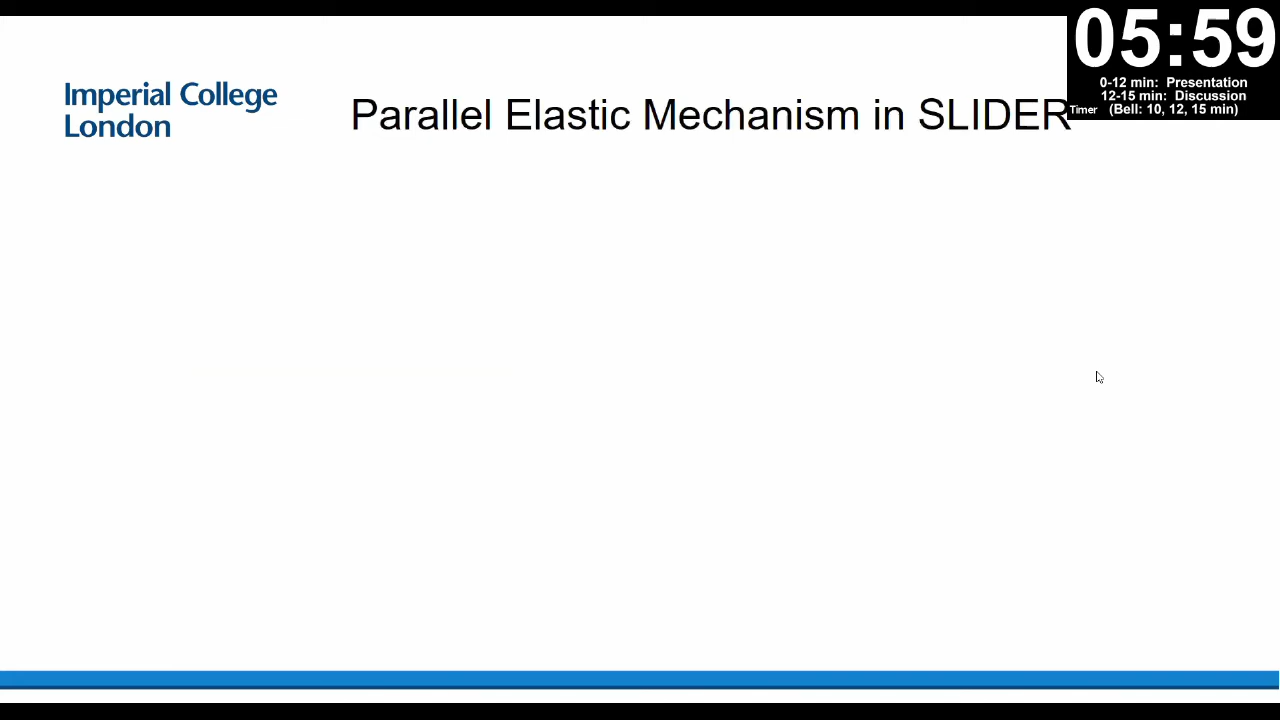 05:59
0-12 min: Presentation
12-15 min: Discussion
Timer (Bell: 10, 12, 15 min)
Imperial College
London
Parallel Elastic Mechanism in SLIDER